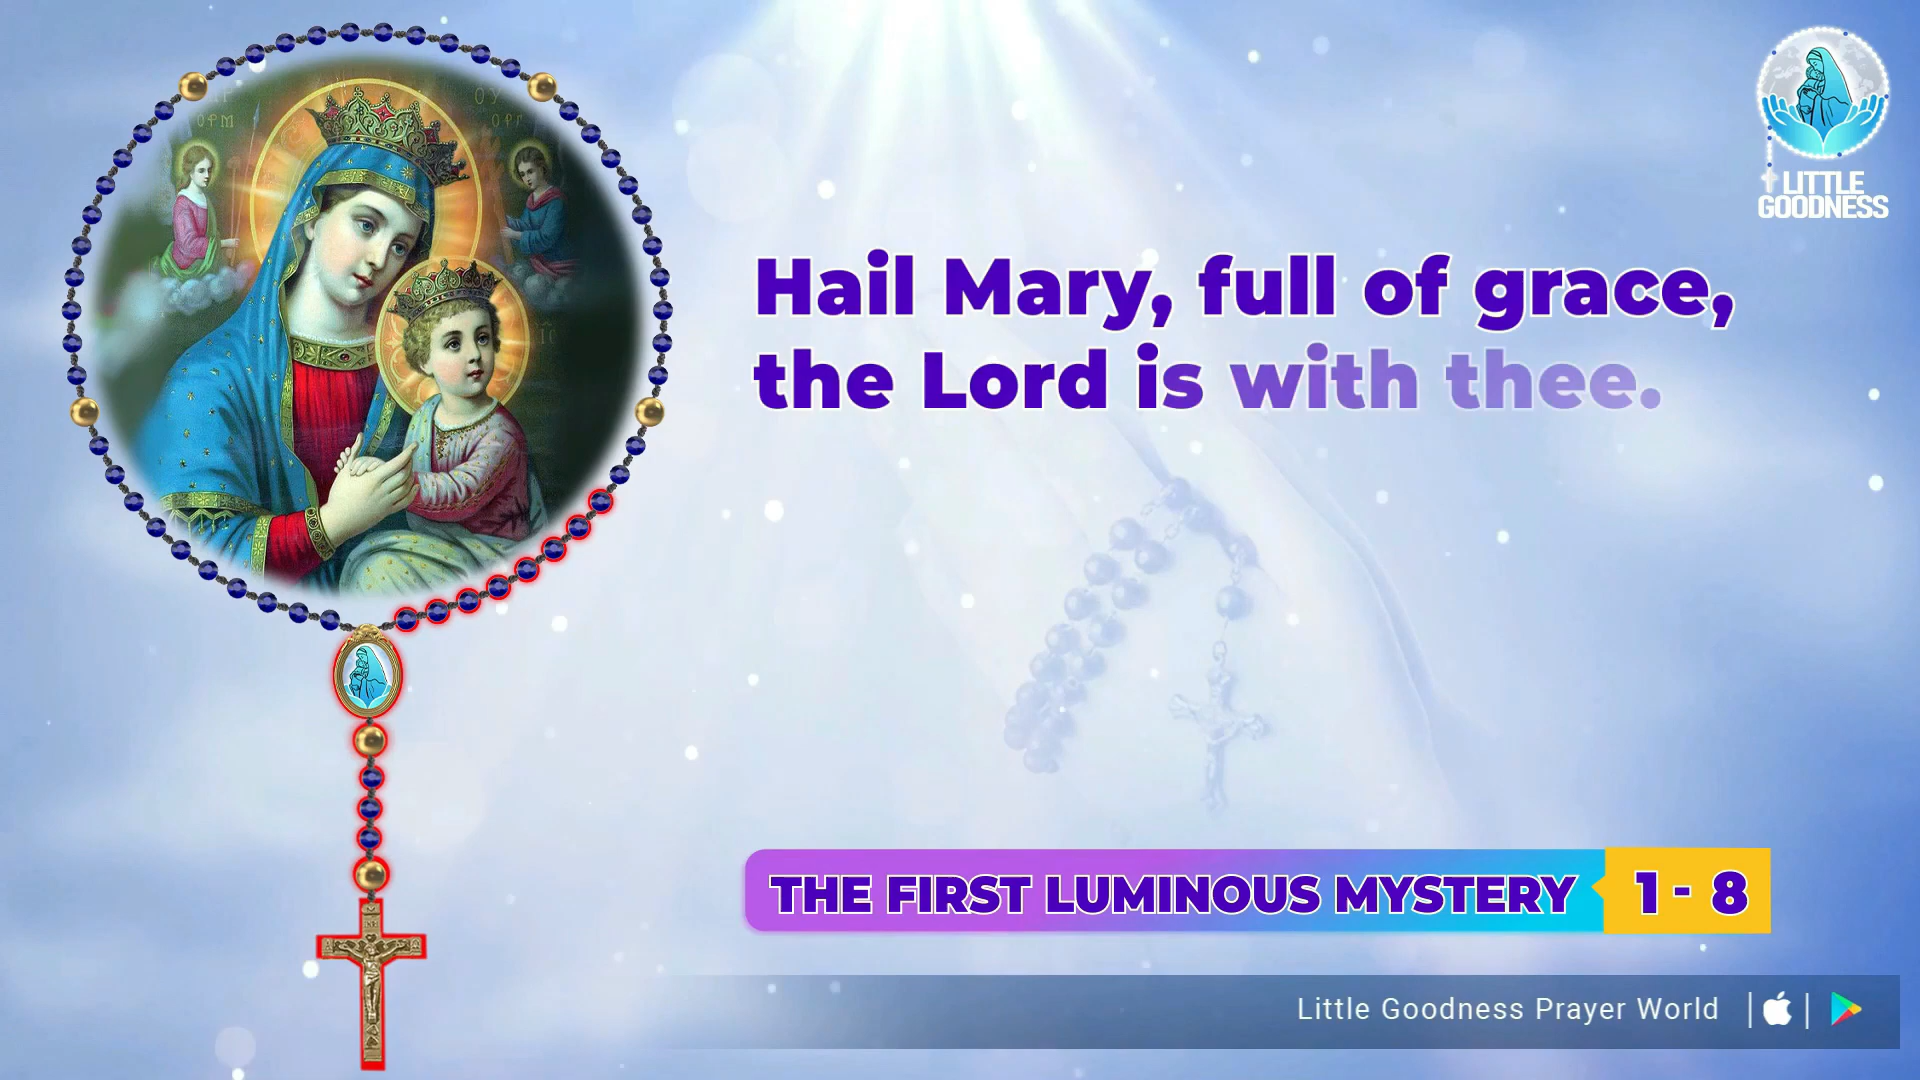 LITTLE
GOODNESS
Hail Mary, full of grace,
the Lord is with thee.
THE FIRST LUMINOUS MYSTERY 1 - 8
Little Goodness Prayer World